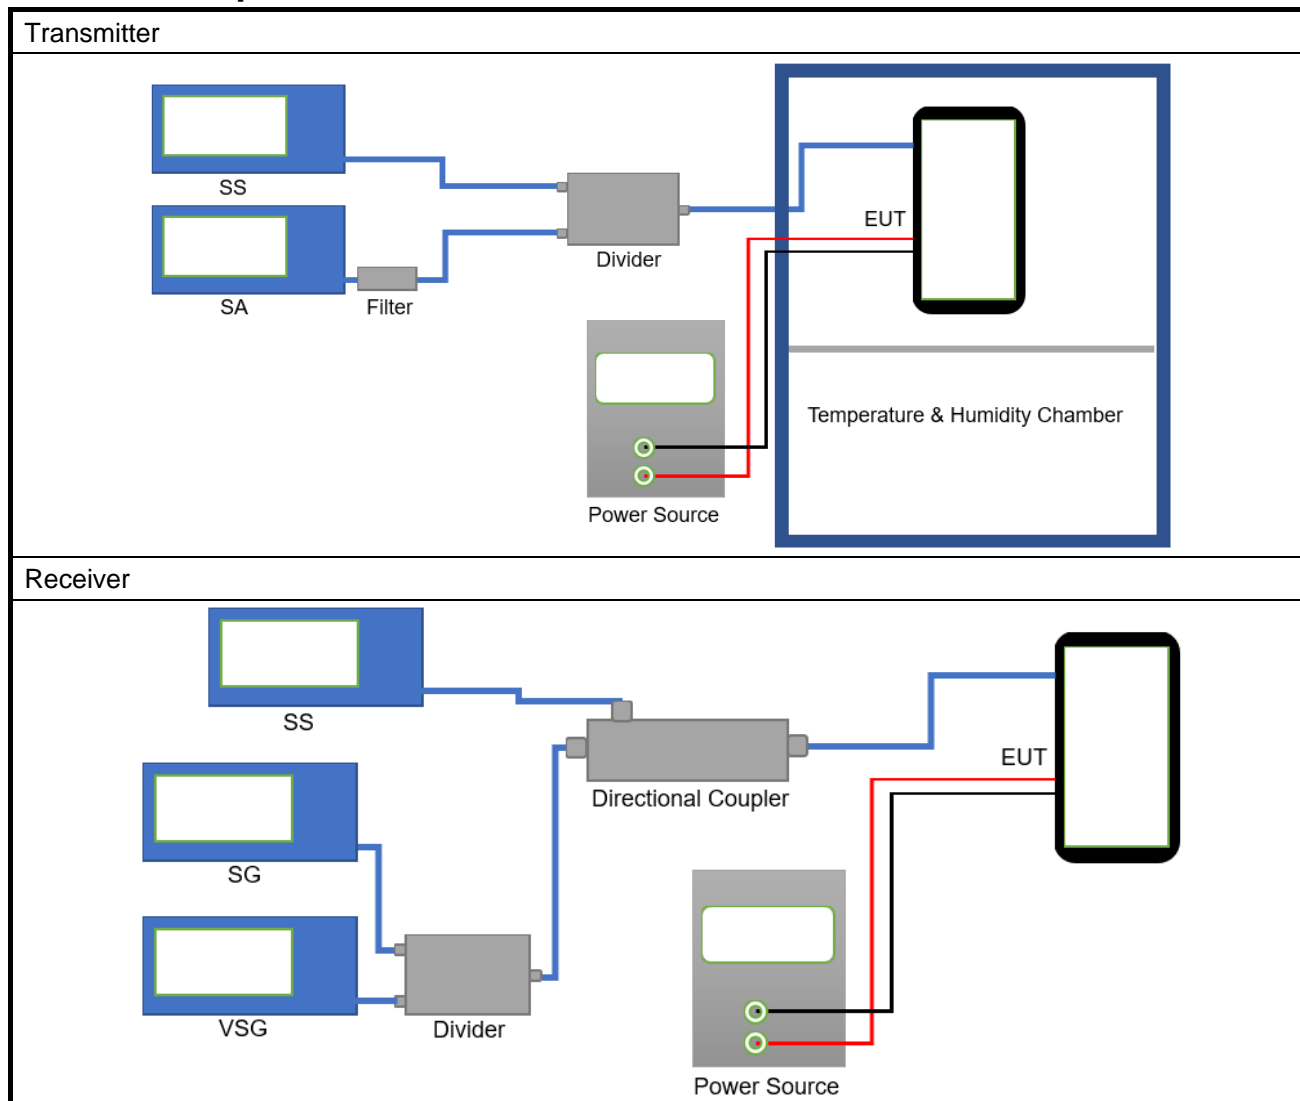 Transmitter
SS
SA
Filter
Divider
EUT
Temperature & Humidity Chamber
Power Source
Receiver
SS
SG
VSG
Divider
Directional Coupler
EUT
Power Source